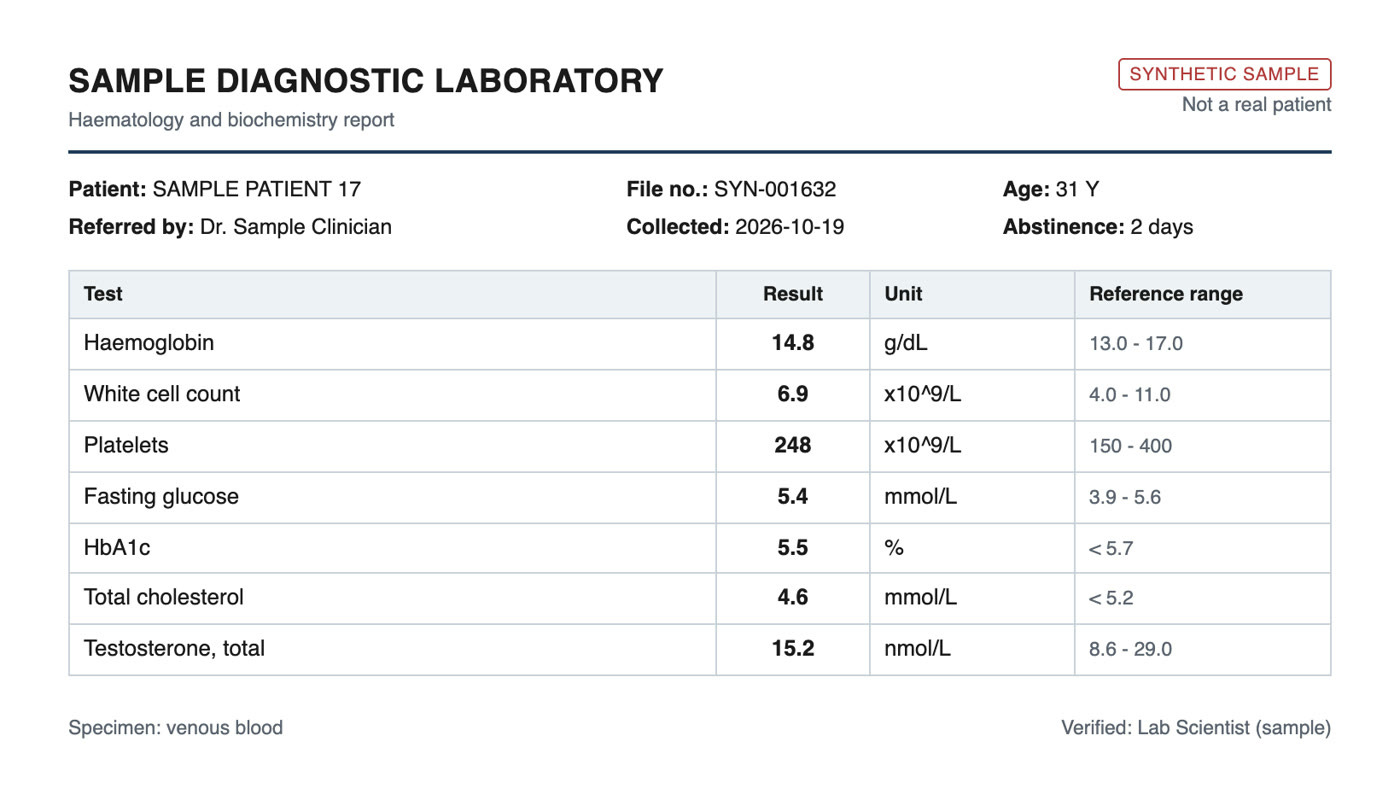 SAMPLE DIAGNOSTIC LABORATORY
SYNTHETIC SAMPLE
Haematology and biochemistry report
Not a real patient
Patient: SAMPLE PATIENT 17 File no.: SYN-001632 Age: 31 Y
Referred by: Dr. Sample Clinician Collected: 2026-10-19 Abstinence: 2 days
Test Result Unit Reference range
Haemoglobin 14.8 g/dL 13.0 - 17.0
White cell count 6.9 x10^9/L 4.0 - 11.0
Platelets 248 x10^9/L 150 - 400
Fasting glucose 5.4 mmol/L 3.9 - 5.6
HbA1c 5.5 % < 5.7
Total cholesterol 4.6 mmol/L < 5.2
Testosterone, total 15.2 nmol/L 8.6 - 29.0
Specimen: venous blood Verified: Lab Scientist (sample)